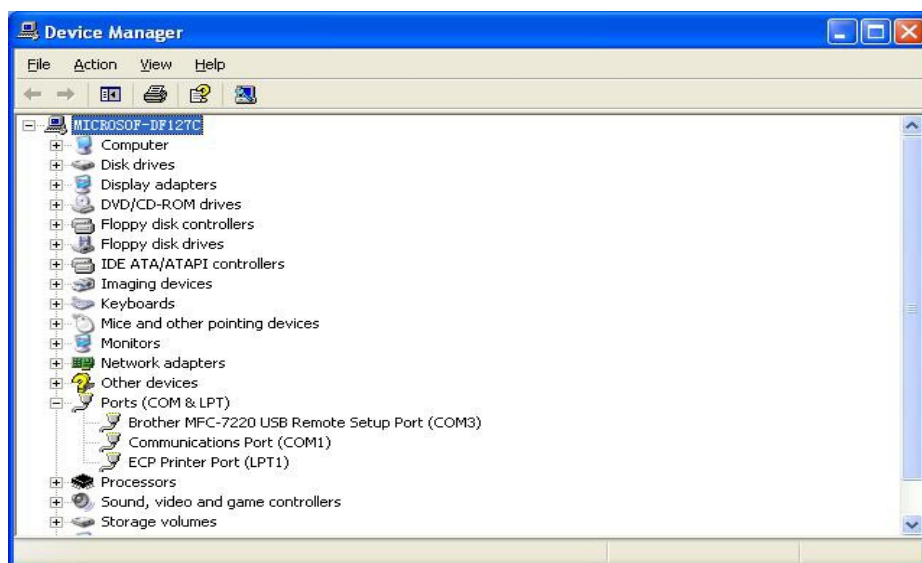 Device Manager
File Action View Help
MICROSOF-DF127C
Computer
Disk drives
Display adapters
DVD/CD-ROM drives
Floppy disk controllers
Floppy disk drives
IDE ATA/ATAPI controllers
Imaging devices
Keyboards
Mice and other pointing devices
Monitors
Network adapters
Other devices
Ports (COM & LPT)
Brother MFC-7220 USB Remote Setup Port (COM3)
Communications Port (COM1)
ECP Printer Port (LPT1)
Processors
Sound, video and game controllers
Storage volumes